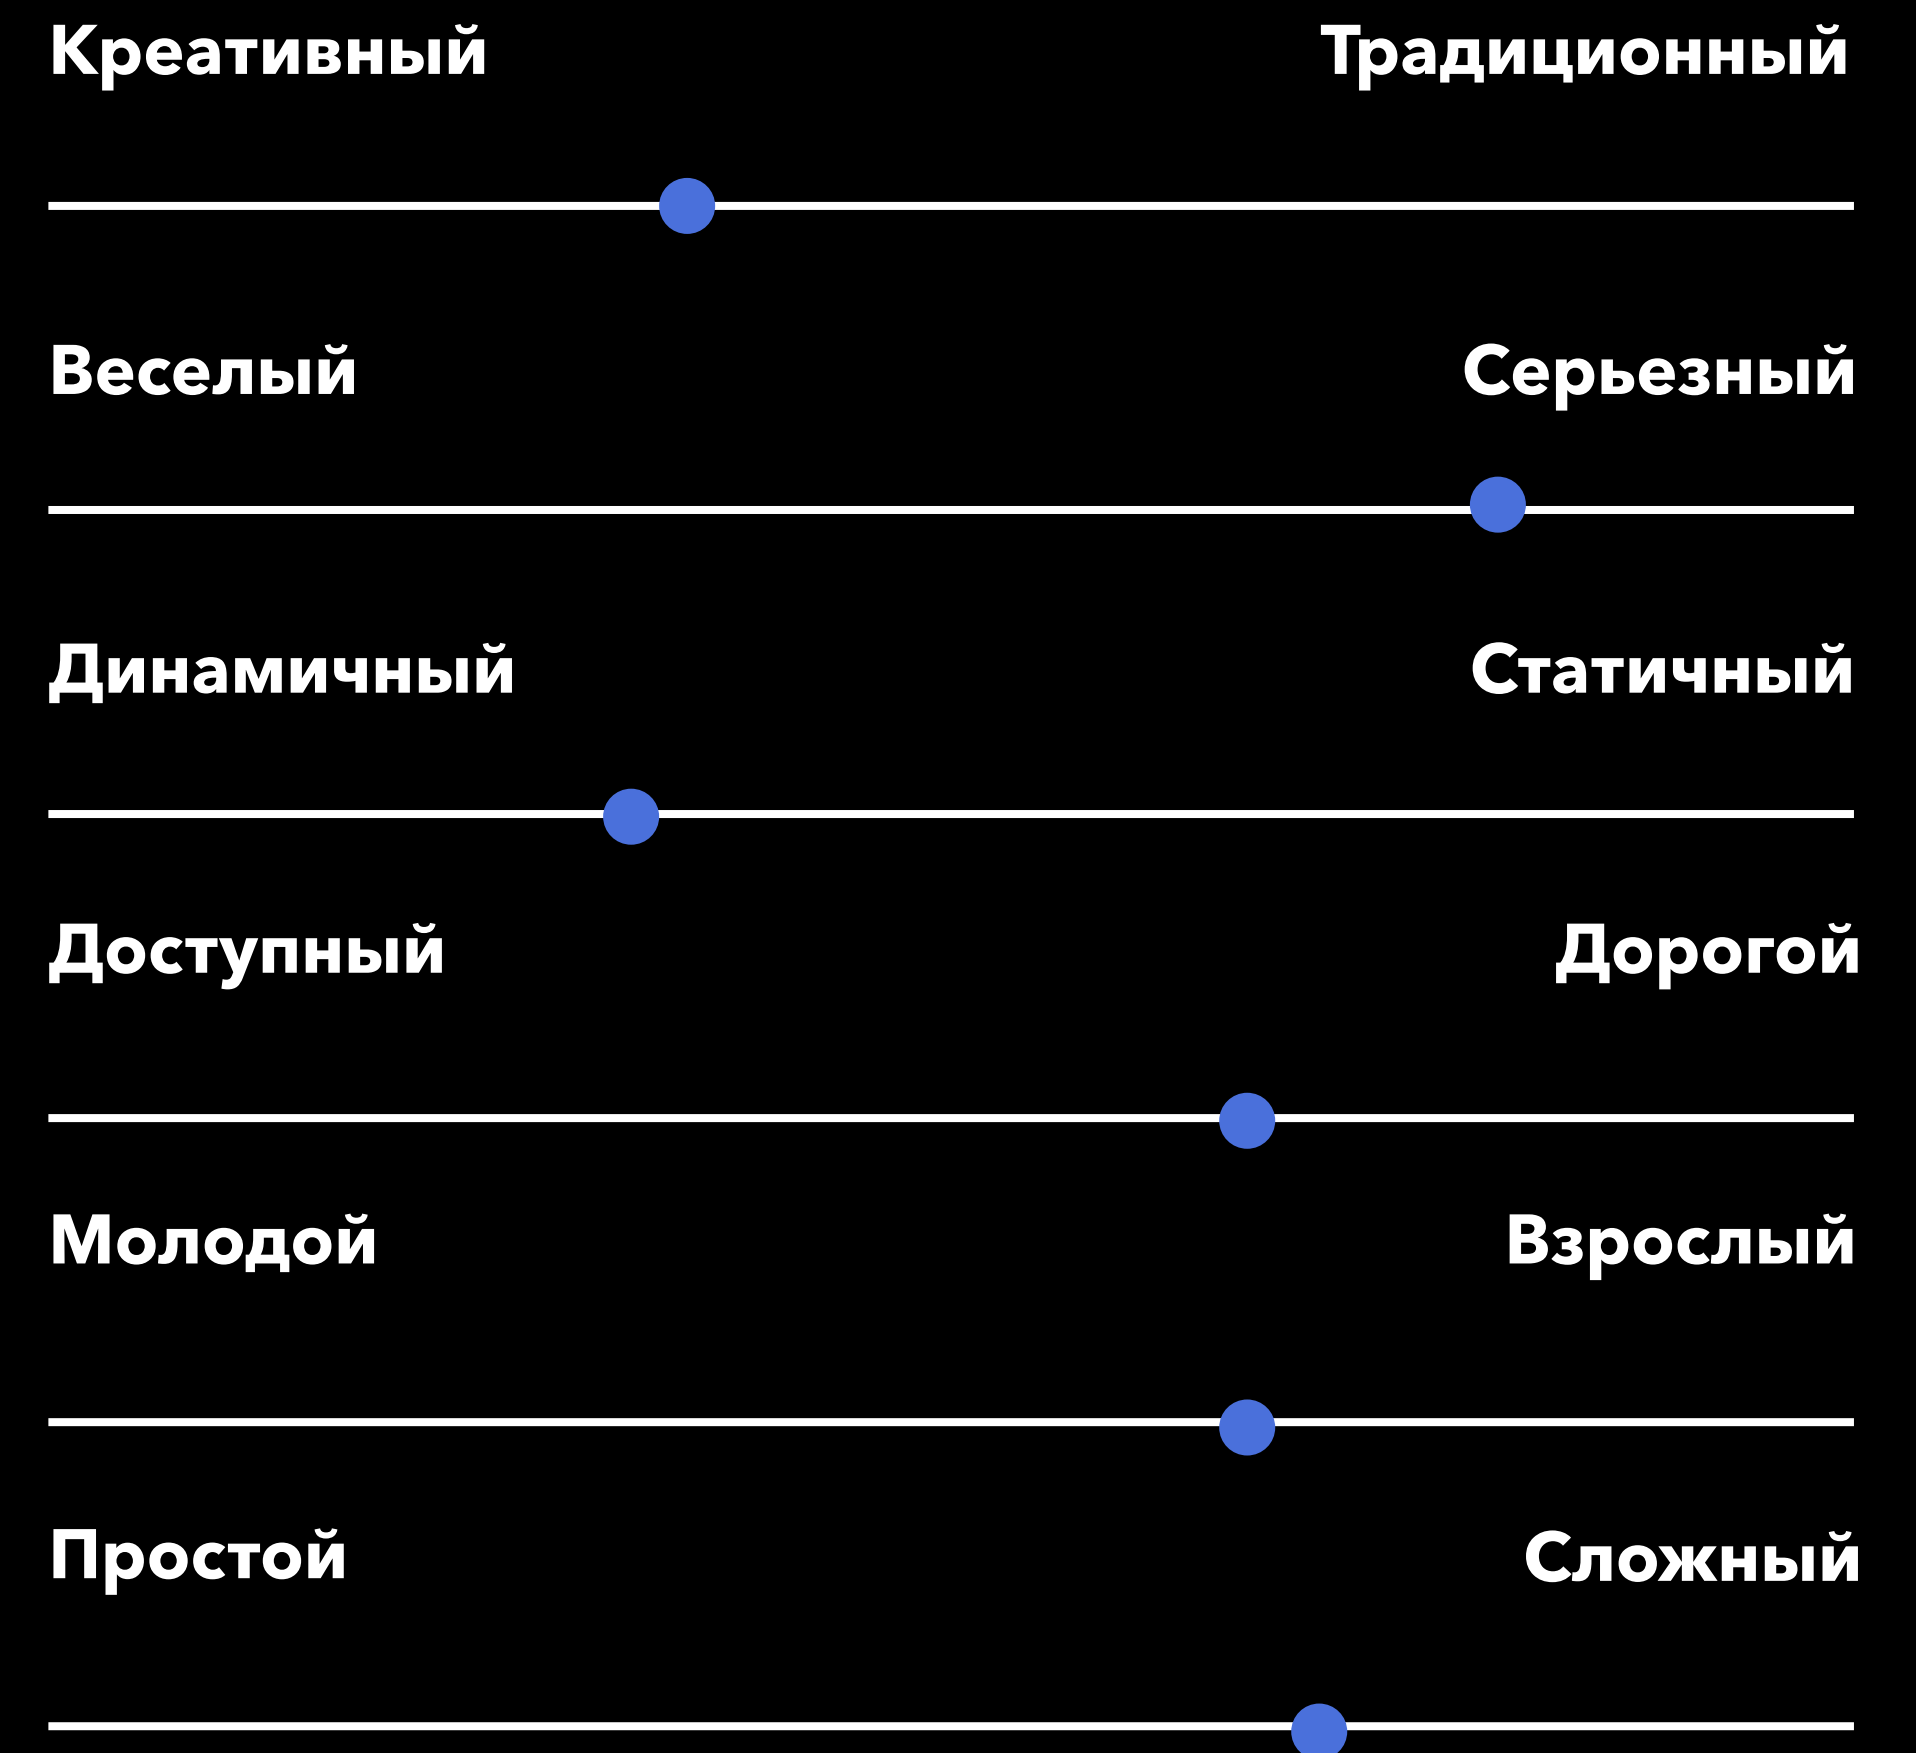 Креативный Традиционный
Веселый Серьезный
Динамичный Статичный
Доступный Дорогой
Молодой Взрослый
Простой Сложный